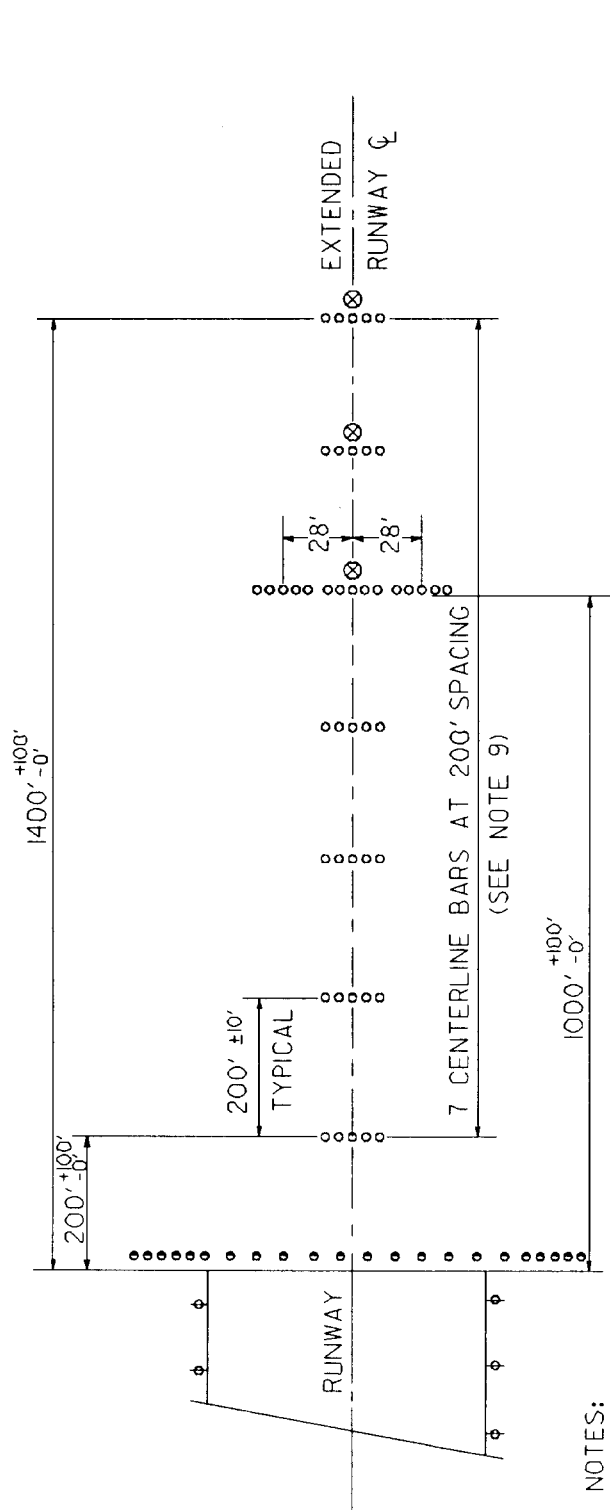 1400' +100' -0'
200' +100' -0'
200' ±10'
TYPICAL
28'
28'
EXTENDED
RUNWAY ℄
RUNWAY
7 CENTERLINE BARS AT 200' SPACING
(SEE NOTE 9)
1000' +100' -0'
NOTES: